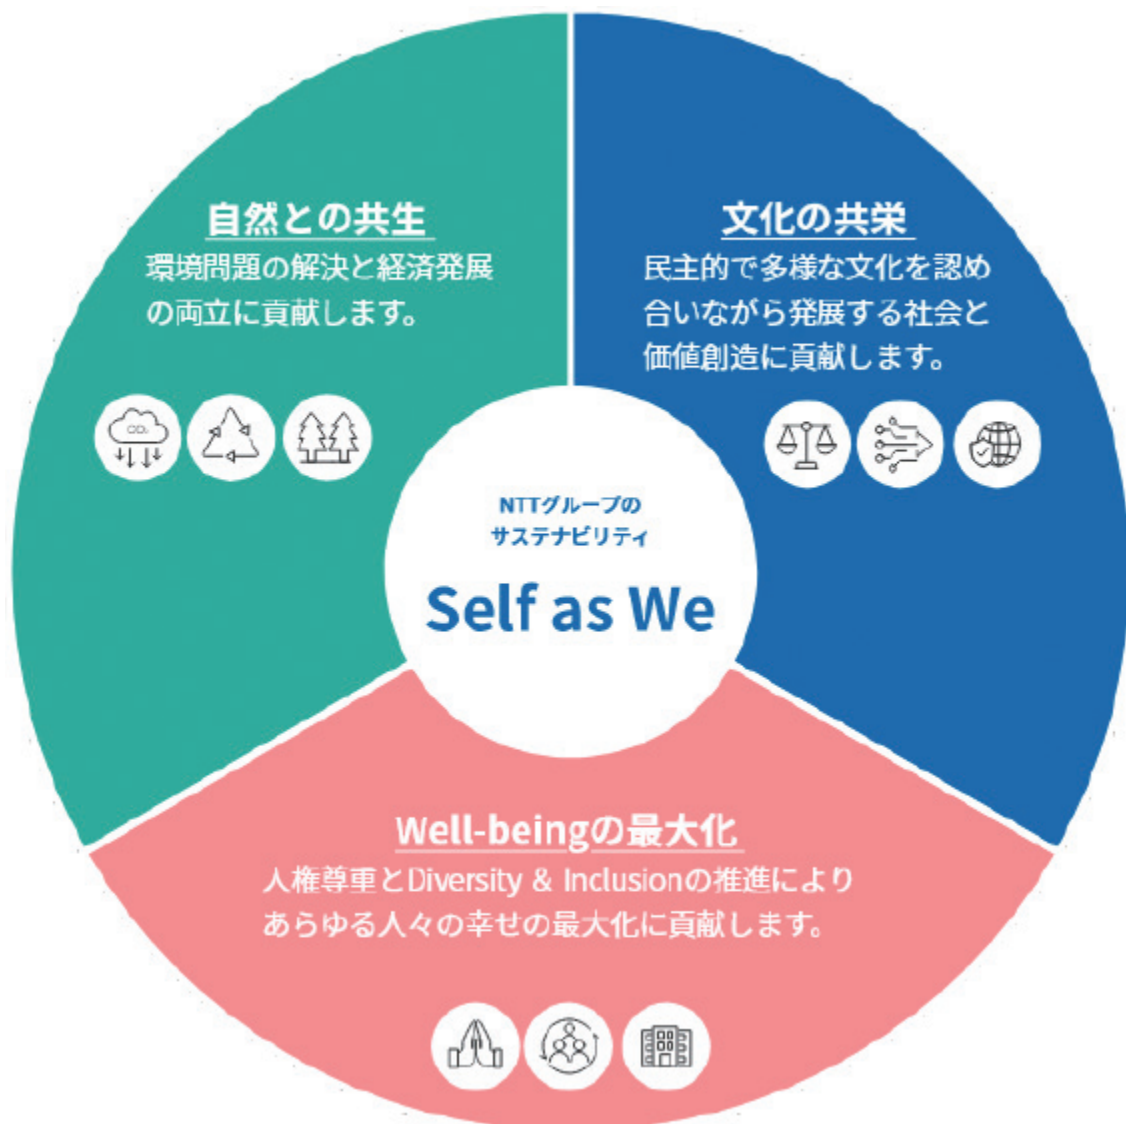 自然との共生
環境問題の解決と経済発展
の両立に貢献します。
CO₂
文化の共栄
民主的で多様な文化を認め
合いながら発展する社会と
価値創造に貢献します。
NTTグループの
サステナビリティ
Self as We
Well-beingの最大化
人権尊重とDiversity & Inclusionの推進により
あらゆる人々の幸せの最大化に貢献します。